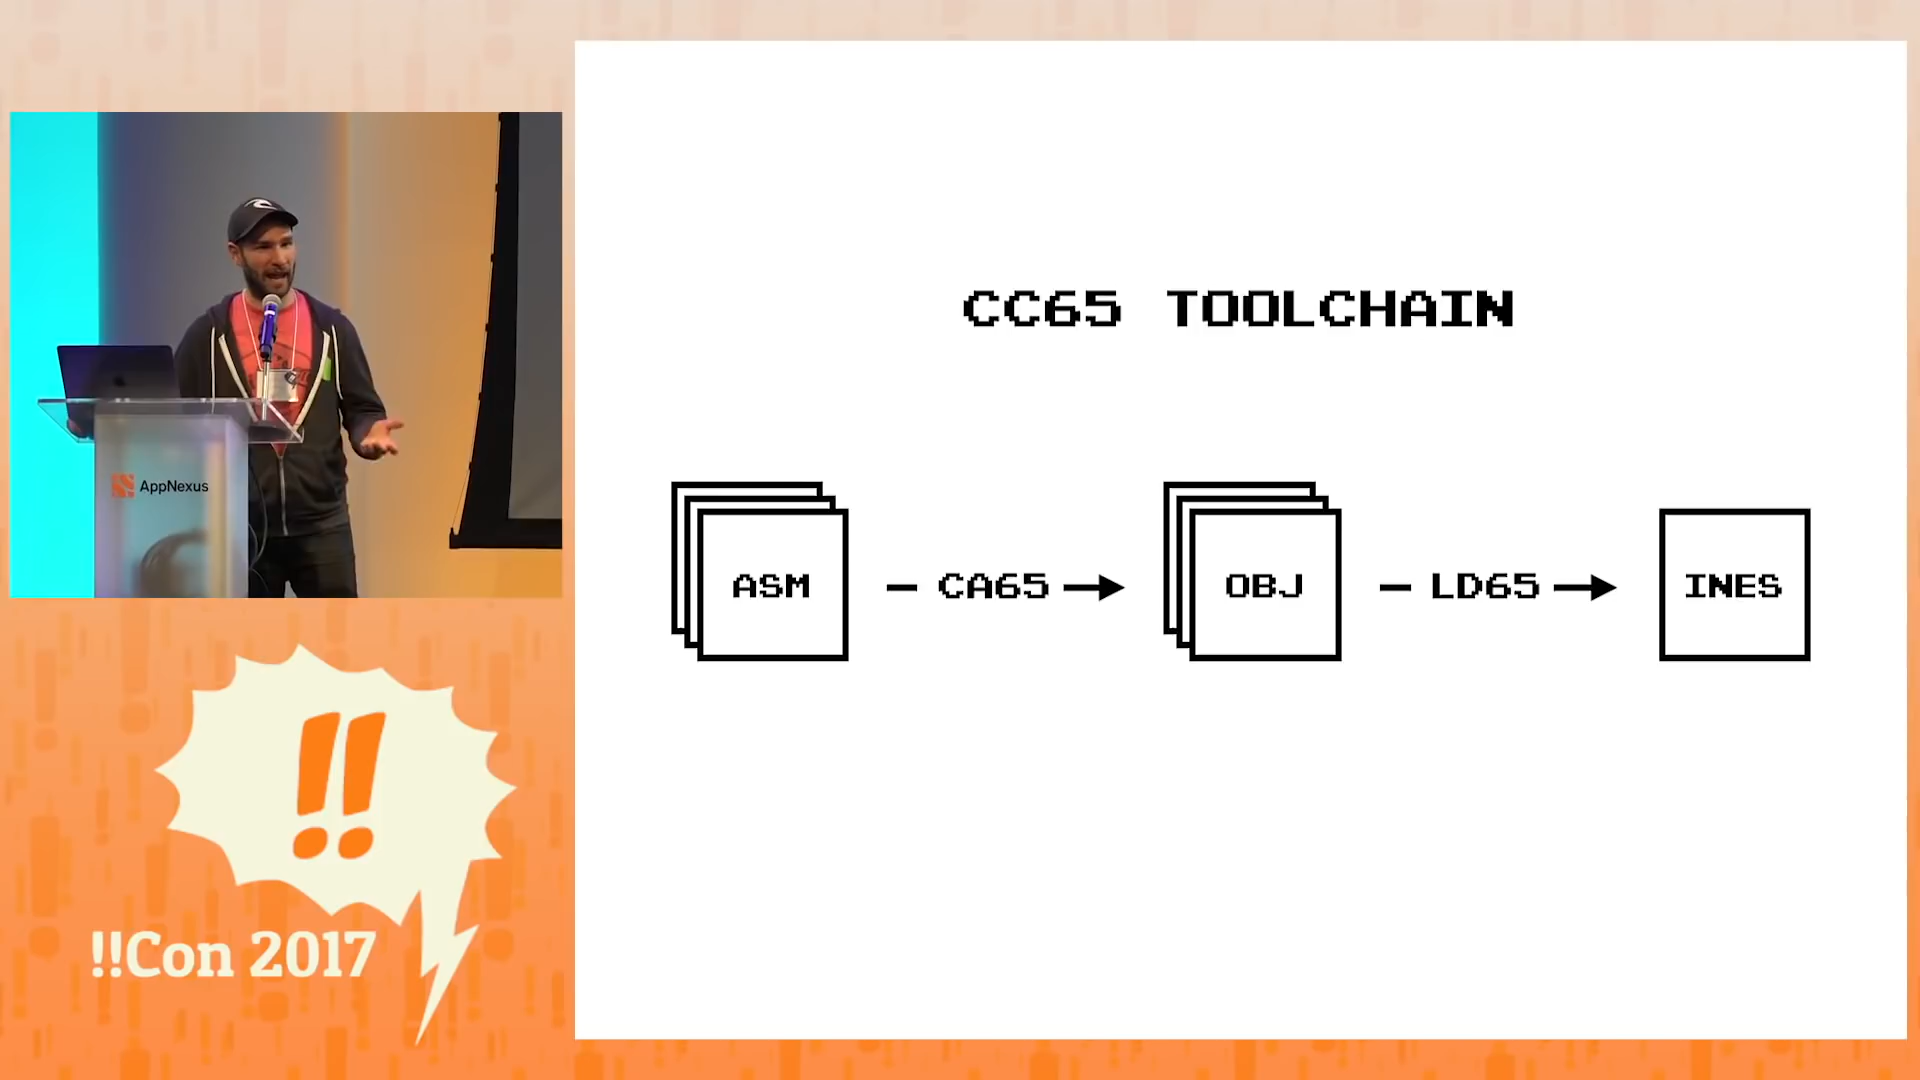 CC65 TOOLCHAIN
ASM – CA65 → OBJ – LD65 → INES
AppNexus
!!
!!Con 2017